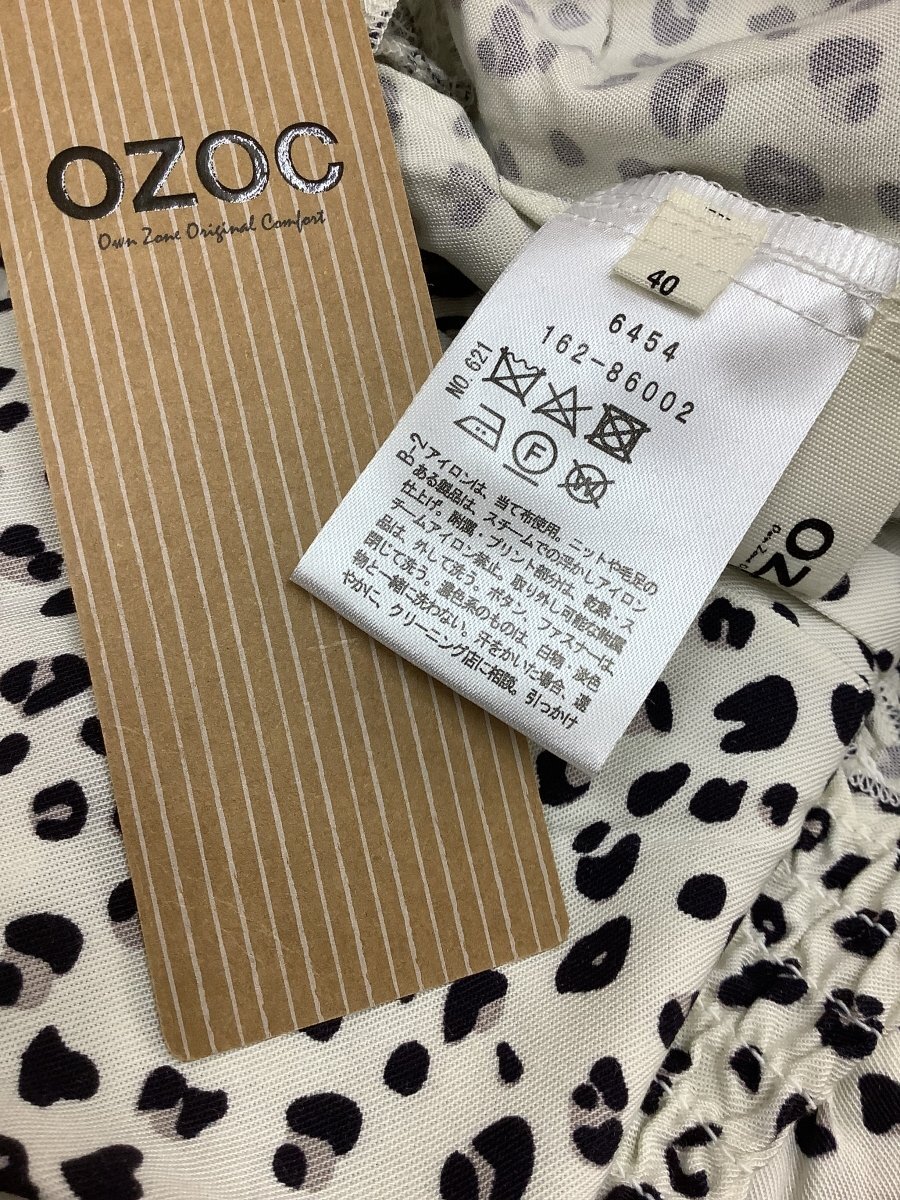 OZOC
Own Zone Original Comfort
40
6454
162-86002
NO. 621
F
B-2
アイロンは、当て布使用。ニットや毛足の
ある製品は、スチームでの浮かしアイロン
仕上げ。附属・プリント部分は、乾熱・ス
チームアイロン禁止。取り外し可能な附属
品は、外して洗う。ボタン、ファスナーは、
閉じて洗う。濃色系のものは、白物・淡色
物と一緒に洗わない。汗をかいた場合、速
やかに、クリーニング店に相談。引っかけ
OZ
Own Zone